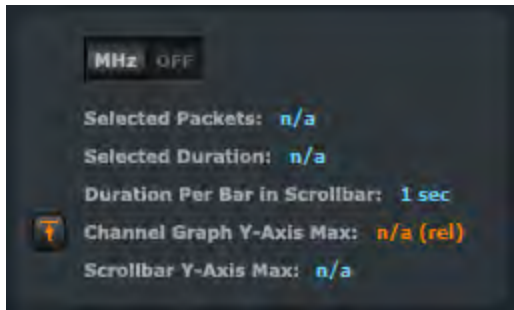 MHz OFF
Selected Packets: n/a
Selected Duration: n/a
Duration Per Bar in Scrollbar: 1 sec
Channel Graph Y-Axis Max: n/a (rel)
Scrollbar Y-Axis Max: n/a